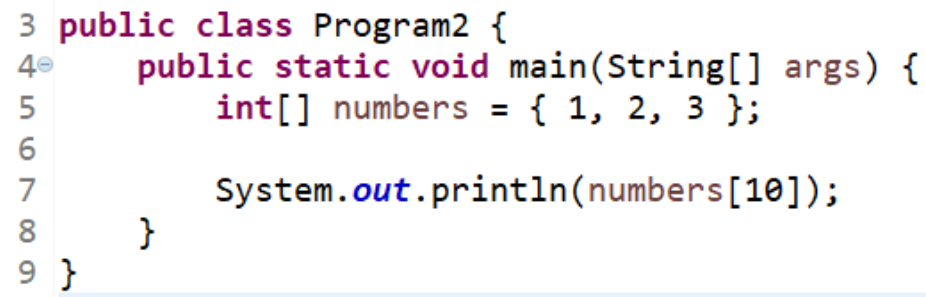 3 public class Program2 {
4 public static void main(String[] args) {
5 int[] numbers = { 1, 2, 3 };
6
7 System.out.println(numbers[10]);
8 }
9 }